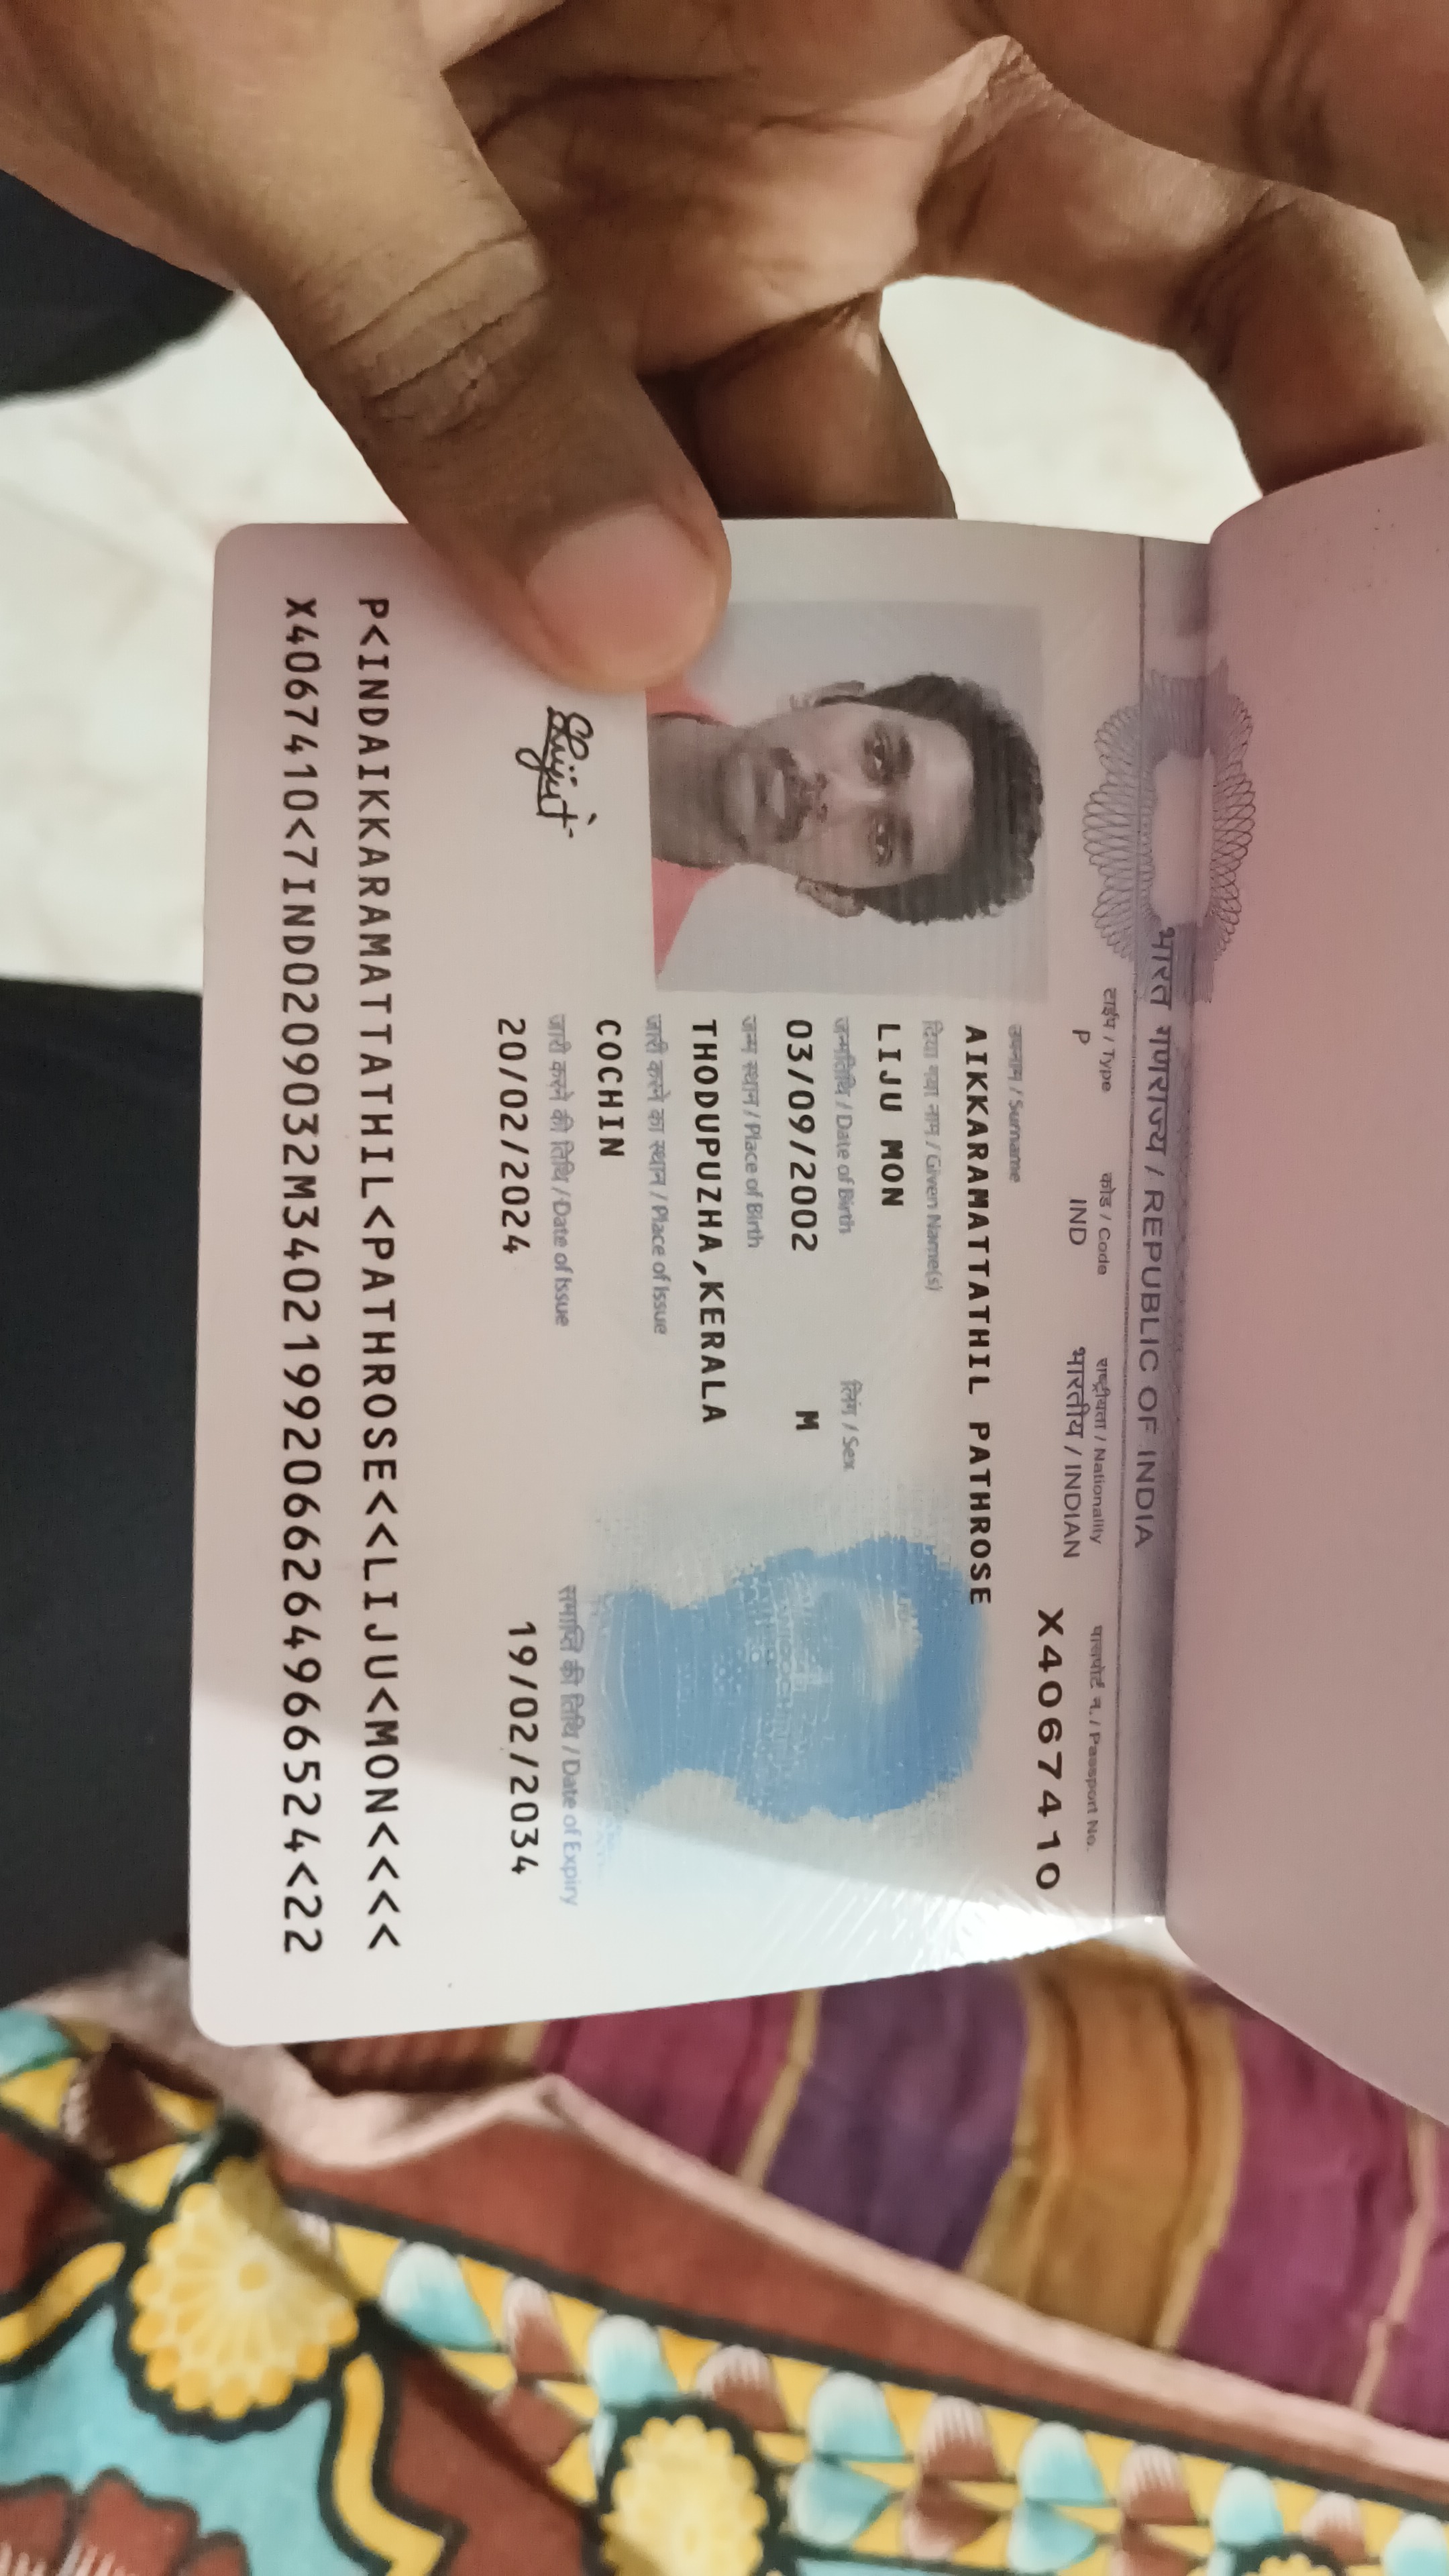 भारत गणराज्य / REPUBLIC OF INDIA
टाईप / Type
कोड / Code
राष्ट्रीयता / Nationality
पासपोर्ट न. / Passport No.
P
IND
भारतीय / INDIAN
X4067410
उपनाम / Surname
AIKKARAMATTATHIL PATHROSE
दिया गया नाम / Given Name(s)
LIJU MON
जन्मतिथि / Date of Birth
लिंग / Sex
03/09/2002
M
जन्म स्थान / Place of Birth
THODUPUZHA,KERALA
जारी करने का स्थान / Place of Issue
COCHIN
जारी करने की तिथि / Date of Issue
समाप्ति की तिथि / Date of Expiry
20/02/2024
19/02/2034
P<INDAIKKARAMATTATHIL<PATHROSE<<LIJU<MON<<<<
X4067410<7IND0209032M340219920662649666524<22